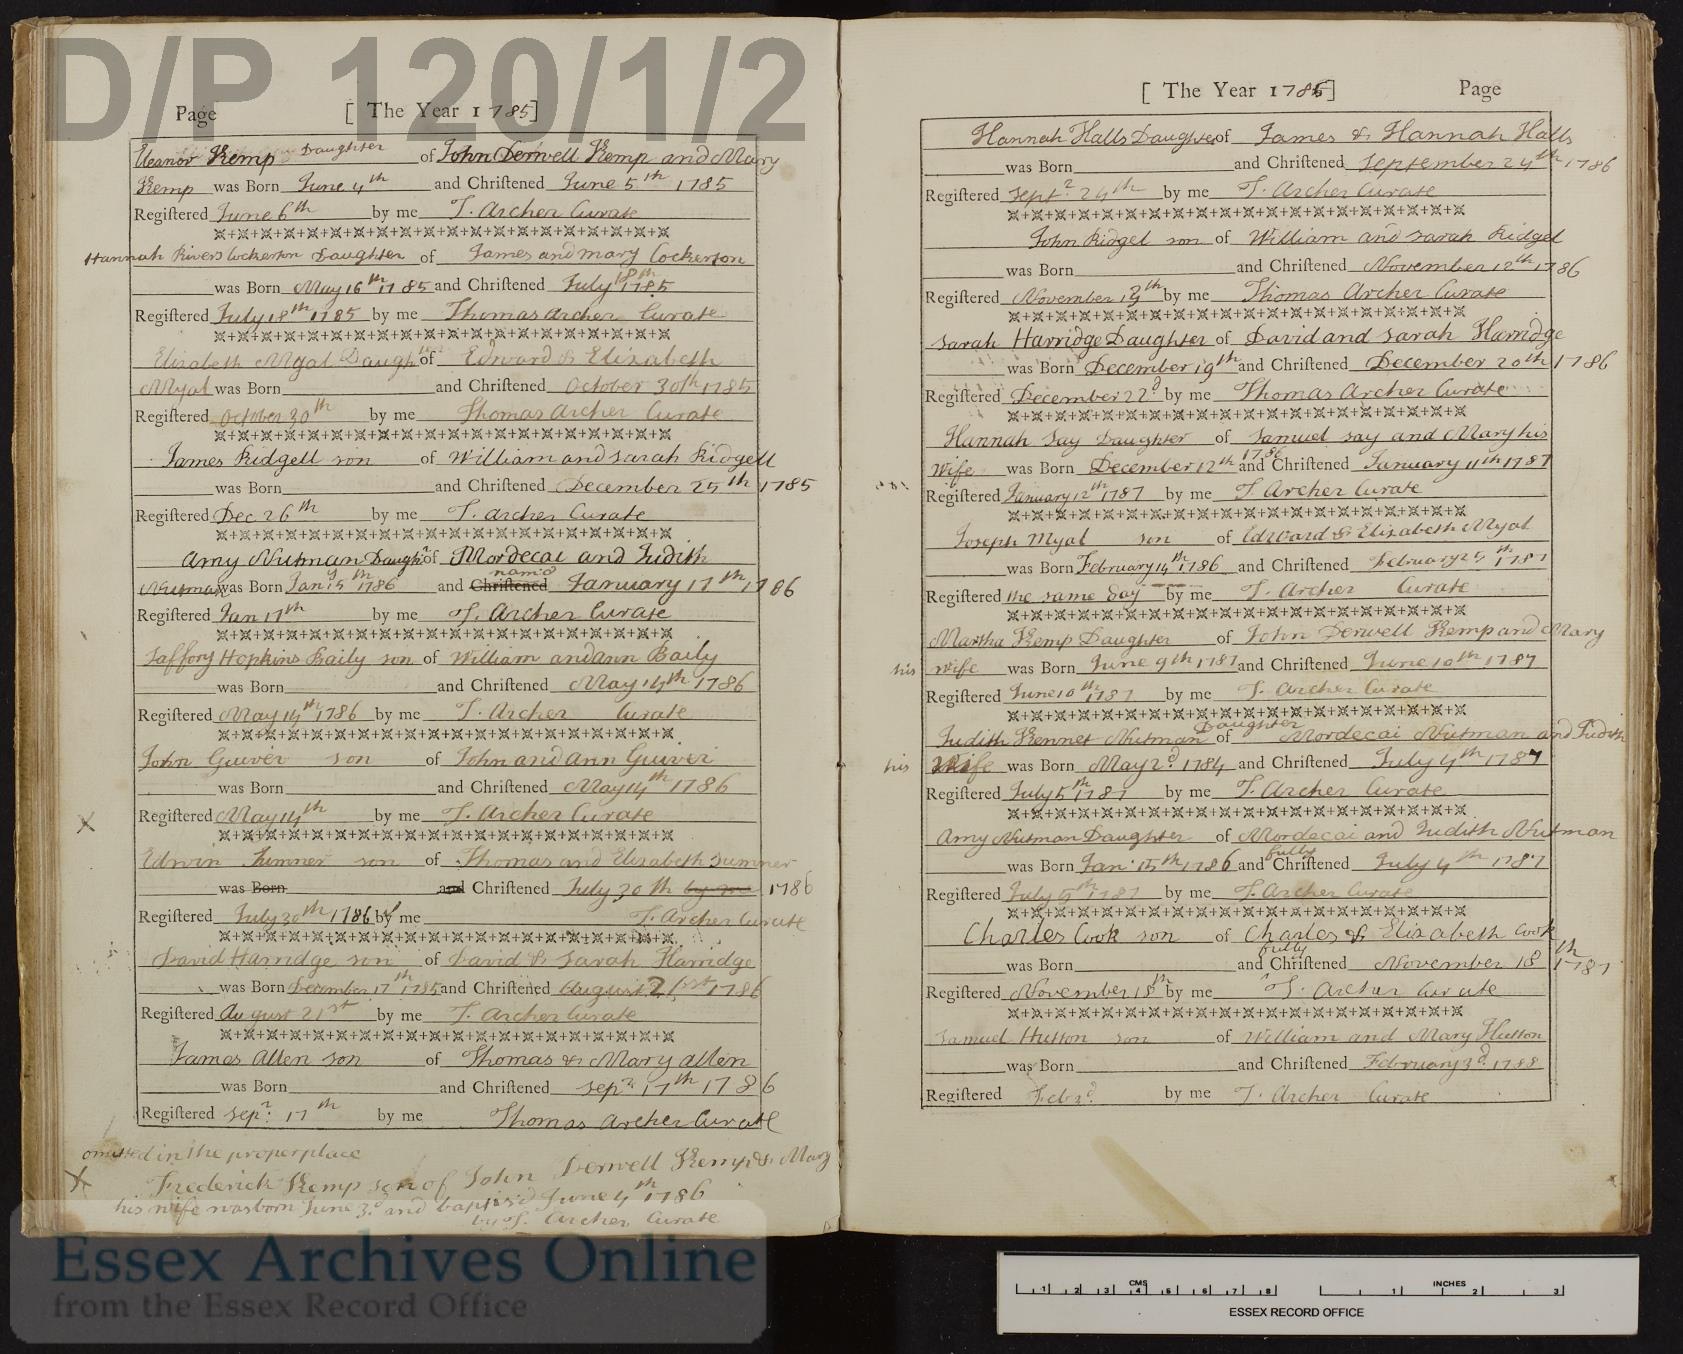 D/P 120/1/2
Page [ The Year 1785]
Eleanor Kemp Daughter of John Derwell Kemp and Mary
Kemp was Born June 4th and Christened June 5th 1785
Registered June 6th by me T. Archer Curate
Hannah Rivers Cockerton Daughter of James and mary Cockerton
was Born May 16th 1785 and Christened July 18th 1785
Registered July 18th 1785 by me Thomas Archer Curate
Elizabeth Myal Daughter of Edward & Elizabeth
Myal was Born and Christened October 30th 1785
Registered October 30th by me Thomas Archer Curate
James Ridgell son of William and Sarah Ridgell
was Born and Christened December 25th 1785
Registered Dec 26th by me T. Archer Curate
Amy Nutman Daughr of Mordecai and Judith
Nutman was Born Jany 15th 1786 and Christened nam'd January 17th 1786
Registered Jan 17th by me T. Archer Curate
Saffory Hopkins Baily son of William and ann Baily
was Born and Christened May 14th 1786
Registered May 14th 1786 by me T. Archer Curate
John Guiver son of John and ann Guiver
was Born and Christened May 14th 1786
Registered May 14th by me T. Archer Curate
Edwin Sumner son of Thomas and Elizabeth Sumner
was Born and Christened July 30th by me 1786
Registered July 30th 1786 by me T. Archer Curate
David Harridge son of David & Sarah Harridge
was Born December 17th 1785 and Christened August 21st 1786
Registered August 21st by me T. Archer Curate
James Allen son of Thomas & Mary allen
was Born and Christened Sepr 17th 1786
Registered Sepr 17th by me Thomas Archer Curate
omitted in the proper place
Frederick Kemp son of John Derwell Kemp & Mary
his wife was born June 3d and baptis'd June 4th 1786
by T. Archer Curate
[ The Year 1786] Page
Hannah Halls Daughter of James & Hannah Halls
was Born and Christened September 24th 1786
Registered Sept 24th by me T. Archer Curate
John Ridgel son of William and Sarah Ridgel
was Born and Christened November 12th 1786
Registered November 12th by me Thomas Archer Curate
Sarah Harridge Daughter of David and Sarah Harridge
was Born December 19th and Christened December 20th 1786
Registered December 22d by me Thomas Archer Curate
Hannah Say Daughter of Samuel Say and Mary his
Wife was Born December 12th 1786 and Christened January 11th 1787
Registered January 12th 1787 by me T. Archer Curate
Joseph Myal son of Edward & Elizabeth Myal
was Born February 14th 1786 and Christened February 25th 1787
Registered the same day by me T. Archer Curate
Martha Kemp Daughter of John Derwell Kemp and Mary
his wife was Born June 9th 1787 and Christened June 10th 1787
Registered June 10th 1787 by me T. Archer Curate
Judith Kennet Nutman Daughter of Mordecai Nutman and Judith
his Wife was Born May 2d 1784 and Christened July 4th 1787
Registered July 5th 1787 by me T. Archer Curate
Amy Nutman Daughter of Mordecai and Judith Nutman
was Born Jan 15th 1786 and fully Christened July 4th 1787
Registered July 5th 1787 by me T. Archer Curate
Charles Cook son of Charles & Elizabeth Cook
was Born and fully Christened November 18th 1787
Registered November 18th by me T. Archer Curate
Samuel Hutson son of William and Mary Hutson
was Born and Christened February 3d 1788
Registered Feb 3d by me T. Archer Curate
Essex Archives Online
from the Essex Record Office
CMS 1 2 3 4 5 6 7 8
INCHES 1 2 3
ESSEX RECORD OFFICE